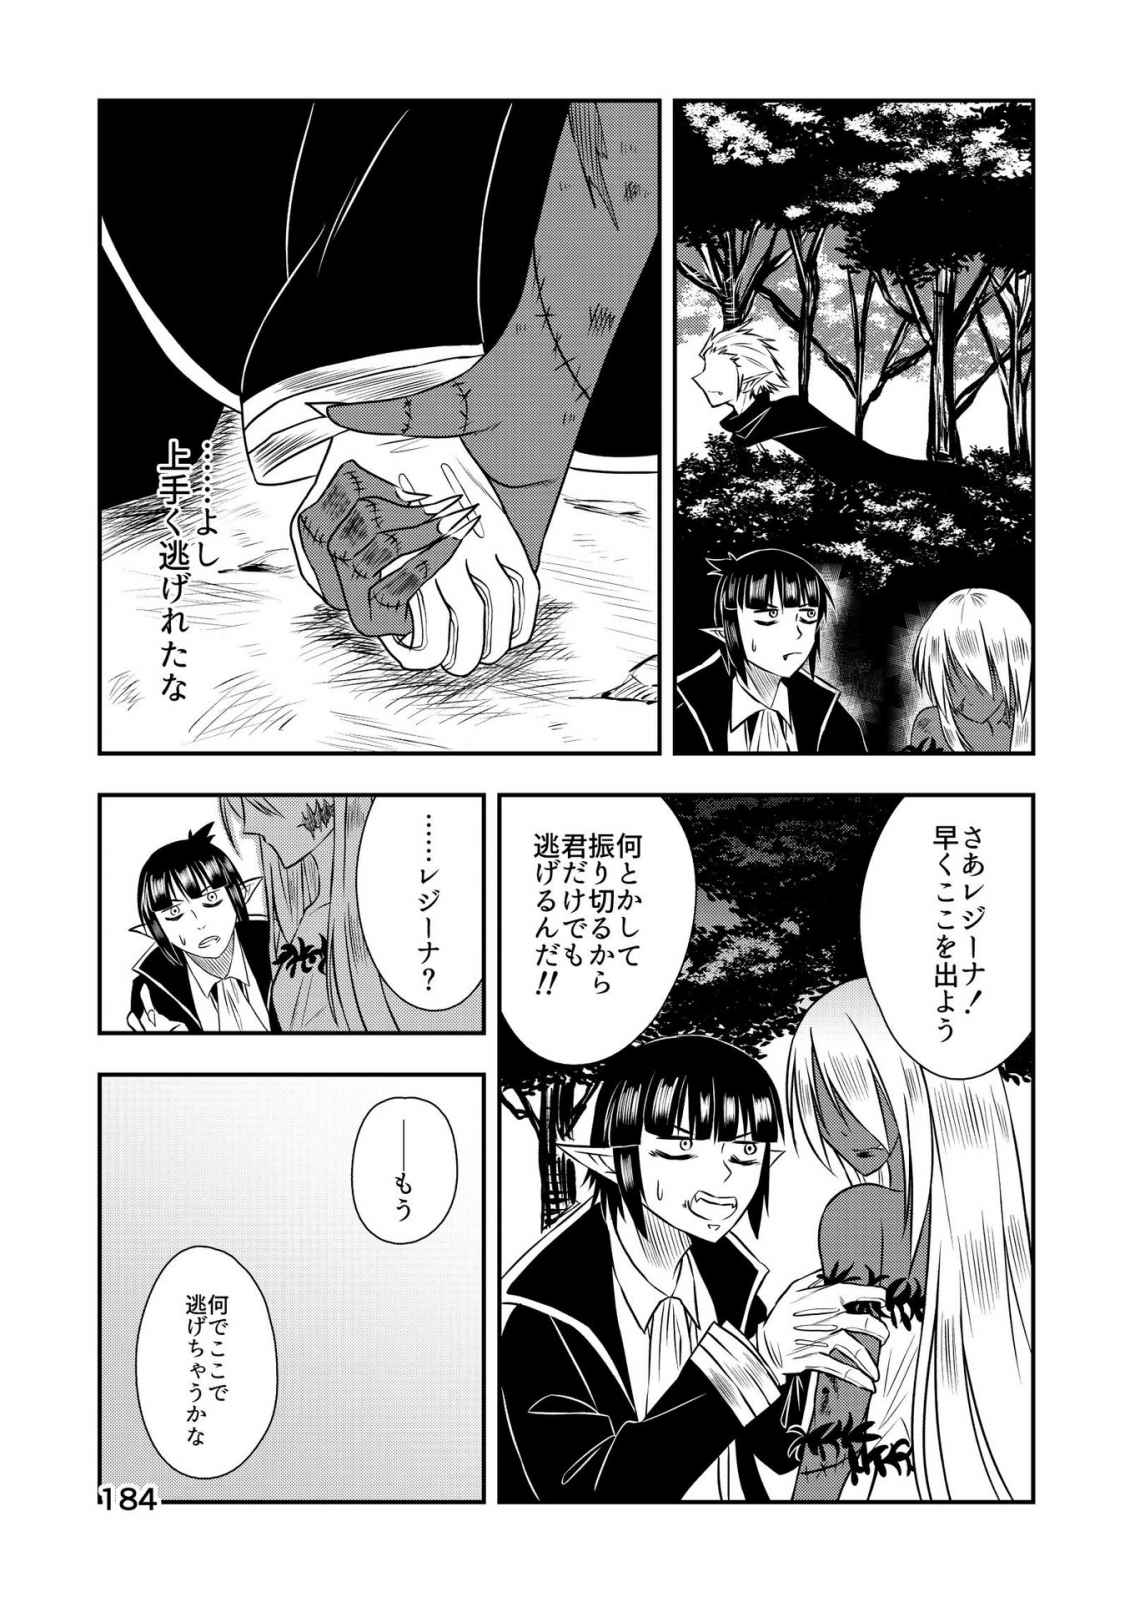 ……よし
上手く逃げれたな
さあレジーナ！
早くここを出よう
何とかして
振り切るから
君だけでも
逃げるんだ!!
……レジーナ？
――もう
何でここで
逃げちゃうかな
184